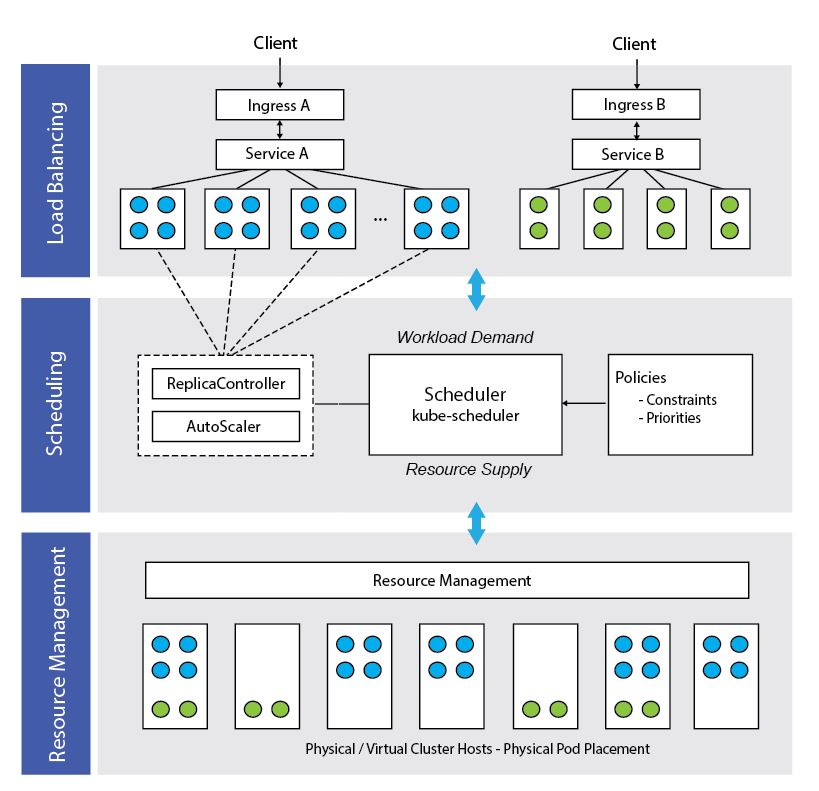 Client
Client
Load Balancing
Ingress A
Ingress B
Service A
Service B
...
Scheduling
Workload Demand
ReplicaController
AutoScaler
Scheduler
kube-scheduler
Policies
- Constraints
- Priorities
Resource Supply
Resource Management
Resource Management
Physical / Virtual Cluster Hosts - Physical Pod Placement